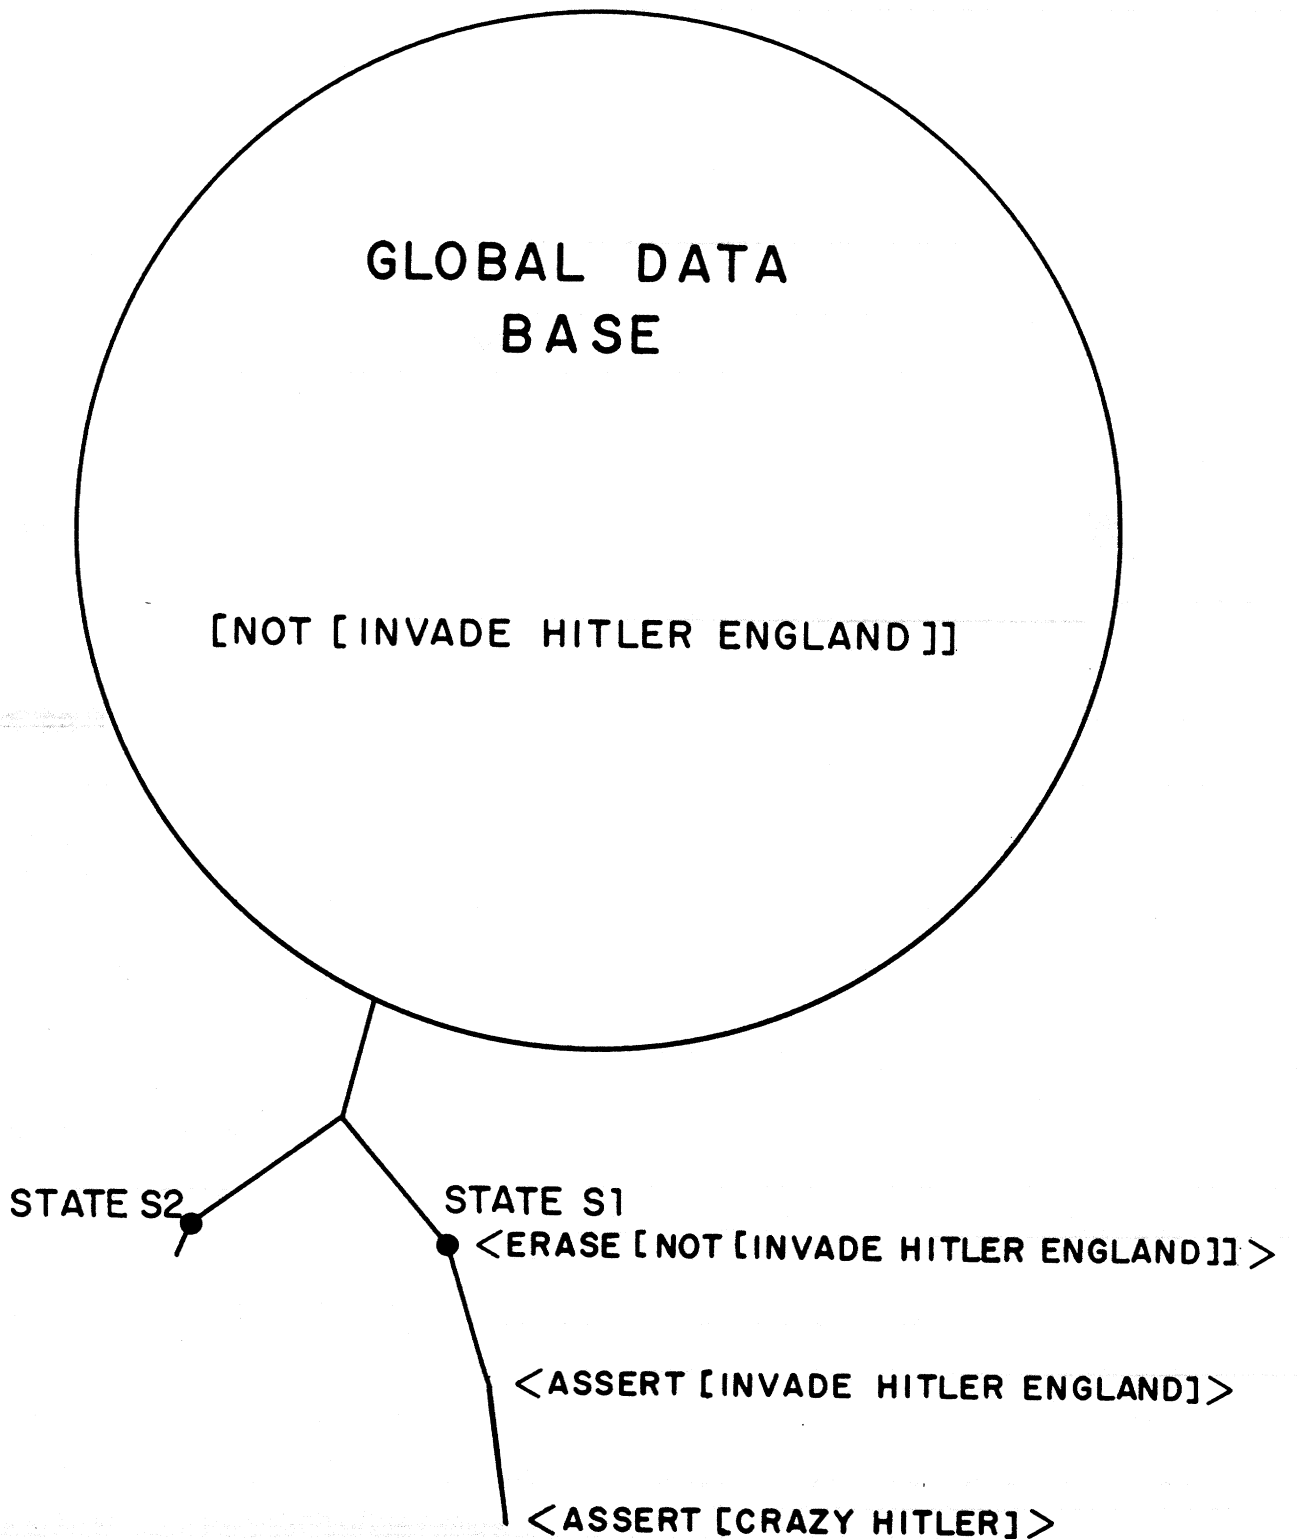 GLOBAL DATA
BASE
[NOT [INVADE HITLER ENGLAND]]
STATE S2
STATE S1
<ERASE [NOT [INVADE HITLER ENGLAND]]>
<ASSERT [INVADE HITLER ENGLAND]>
<ASSERT [CRAZY HITLER]>